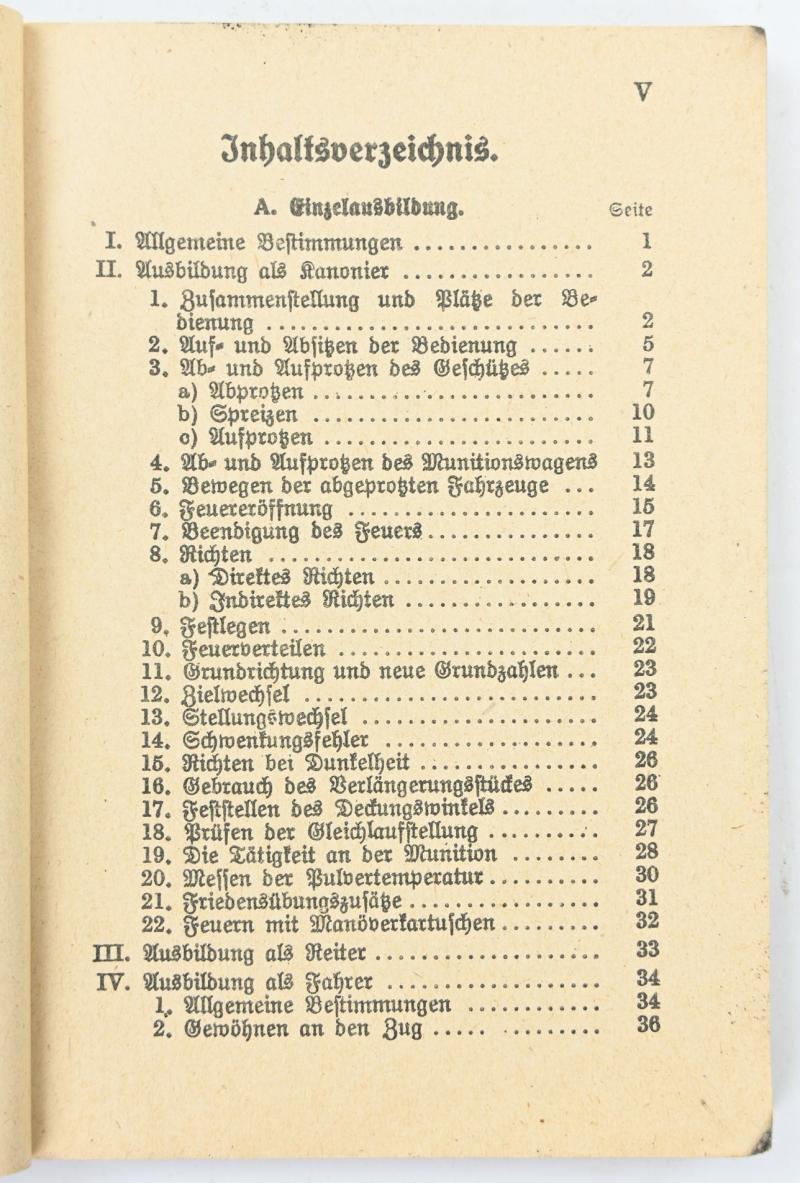 V
Inhaltsverzeichnis.
A. Einzelausbildung. Seite
I. Allgemeine Bestimmungen ................ 1
II. Ausbildung als Kanonier ................. 2
1. Zusammenstellung und Plätze der Be-
dienung ............................. 2
2. Auf- und Absitzen der Bedienung ...... 5
3. Ab- und Aufprotzen des Geschützes ..... 7
a) Abprotzen ......................... 7
b) Spreizen .......................... 10
c) Aufprotzen ........................ 11
4. Ab- und Aufprotzen des Munitionswagens 13
5. Bewegen der abgeprotzten Fahrzeuge ... 14
6. Feuereröffnung ...................... 15
7. Beendigung des Feuers............... 17
8. Richten ............................. 18
a) Direktes Richten ................... 18
b) Indirektes Richten ................. 19
9. Festlegen ............................ 21
10. Feuerverteilen ....................... 22
11. Grundrichtung und neue Grundzahlen ... 23
12. Zielwechsel .......................... 23
13. Stellungswechsel ..................... 24
14. Schwenkungsfehler ................... 24
15. Richten bei Dunkelheit ................ 26
16. Gebrauch des Verlängerungsstückes ..... 26
17. Feststellen des Deckungswinkels ......... 26
18. Prüfen der Gleichlaufstellung .......... 27
19. Die Tätigkeit an der Munition ........ 28
20. Messen der Pulvertemperatur .......... 30
21. Friedensübungszusätze ................. 31
22. Feuern mit Manöverkartuschen ......... 32
III. Ausbildung als Reiter .................... 33
IV. Ausbildung als Fahrer ................... 34
1. Allgemeine Bestimmungen ............ 34
2. Gewöhnen an den Zug ..... ......... 36